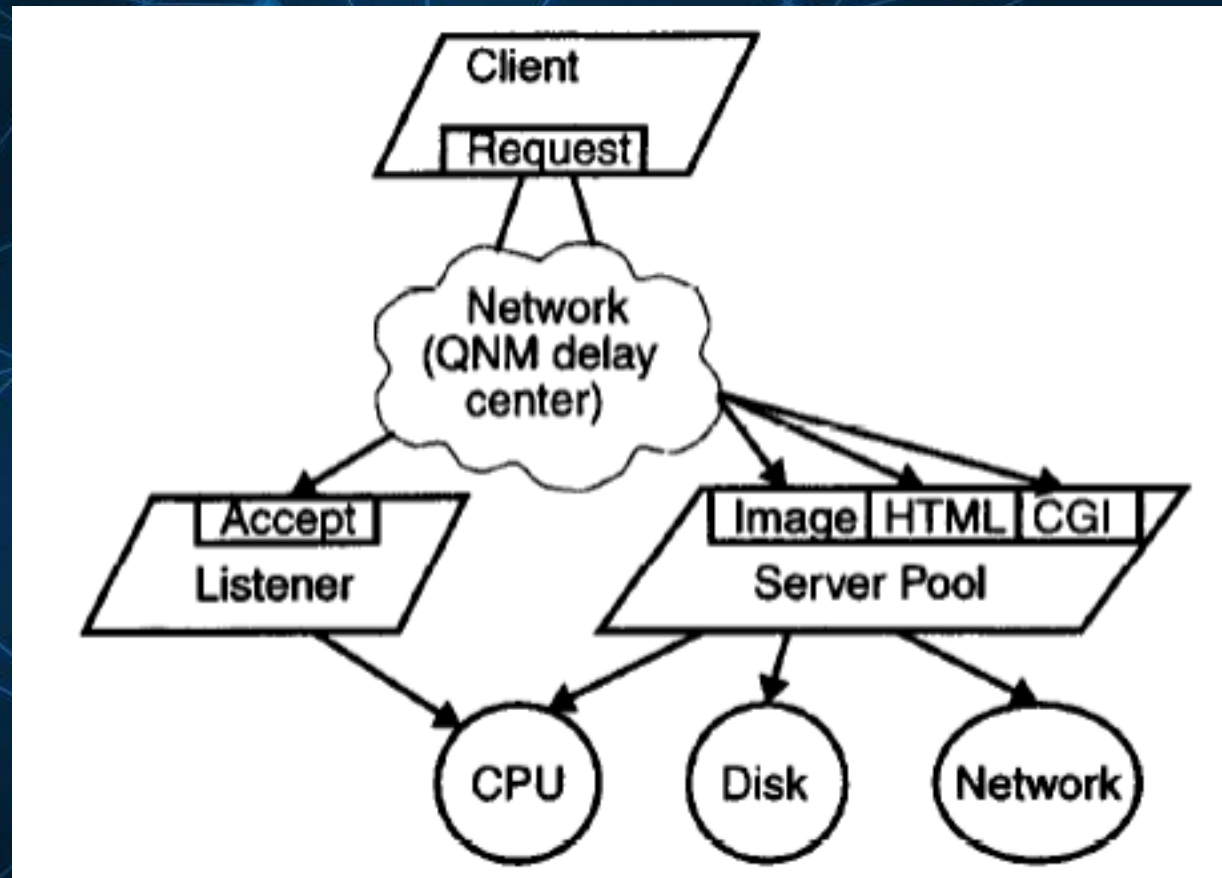 Client
Request
Network
(QNM delay
center)
Accept
Listener
Image HTML CGI
Server Pool
CPU
Disk
Network